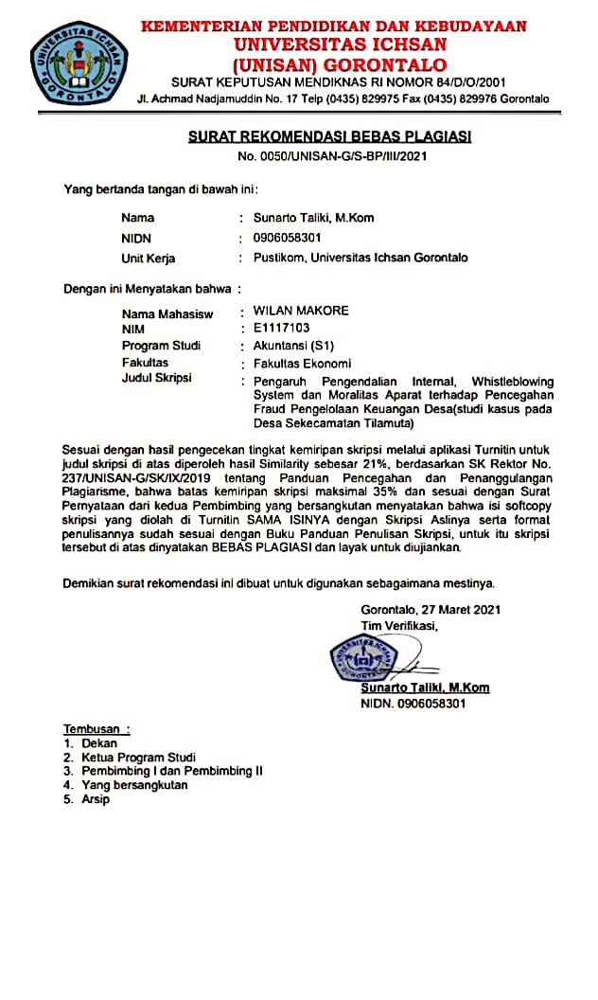 KEMENTERIAN PENDIDIKAN DAN KEBUDAYAAN
UNIVERSITAS ICHSAN
(UNISAN) GORONTALO
SURAT KEPUTUSAN MENDIKNAS RI NOMOR 84/D/O/2001
Jl. Achmad Nadjamuddin No. 17 Telp (0435) 829975 Fax (0435) 829976 Gorontalo
UNIVERSITAS ICHSAN
GORONTALO
SURAT REKOMENDASI BEBAS PLAGIASI
No. 0050/UNISAN-G/S-BP/III/2021
Yang bertanda tangan di bawah ini :
Nama : Sunarto Taliki, M.Kom
NIDN : 0906058301
Unit Kerja : Pustikom, Universitas Ichsan Gorontalo
Dengan ini Menyatakan bahwa :
Nama Mahasisw : WILAN MAKORE
NIM : E1117103
Program Studi : Akuntansi (S1)
Fakultas : Fakultas Ekonomi
Judul Skripsi : Pengaruh Pengendalian Internal, Whistleblowing
System dan Moralitas Aparat terhadap Pencegahan
Fraud Pengelolaan Keuangan Desa(studi kasus pada
Desa Sekecamatan Tilamuta)
Sesuai dengan hasil pengecekan tingkat kemiripan skripsi melalui aplikasi Turnitin untuk
judul skripsi di atas diperoleh hasil Similarity sebesar 21%, berdasarkan SK Rektor No.
237/UNISAN-G/SK/IX/2019 tentang Panduan Pencegahan dan Penanggulangan
Plagiarisme, bahwa batas kemiripan skripsi maksimal 35% dan sesuai dengan Surat
Pernyataan dari kedua Pembimbing yang bersangkutan menyatakan bahwa isi softcopy
skripsi yang diolah di Turnitin SAMA ISINYA dengan Skripsi Aslinya serta format
penulisannya sudah sesuai dengan Buku Panduan Penulisan Skripsi, untuk itu skripsi
tersebut di atas dinyatakan BEBAS PLAGIASI dan layak untuk diujiankan.
Demikian surat rekomendasi ini dibuat untuk digunakan sebagaimana mestinya.
Gorontalo, 27 Maret 2021
Tim Verifikasi,
UNIVERSITAS ICHSAN
GORONTALO
Sunarto Taliki, M.Kom
NIDN. 0906058301
Tembusan :
1. Dekan
2. Ketua Program Studi
3. Pembimbing I dan Pembimbing II
4. Yang bersangkutan
5. Arsip